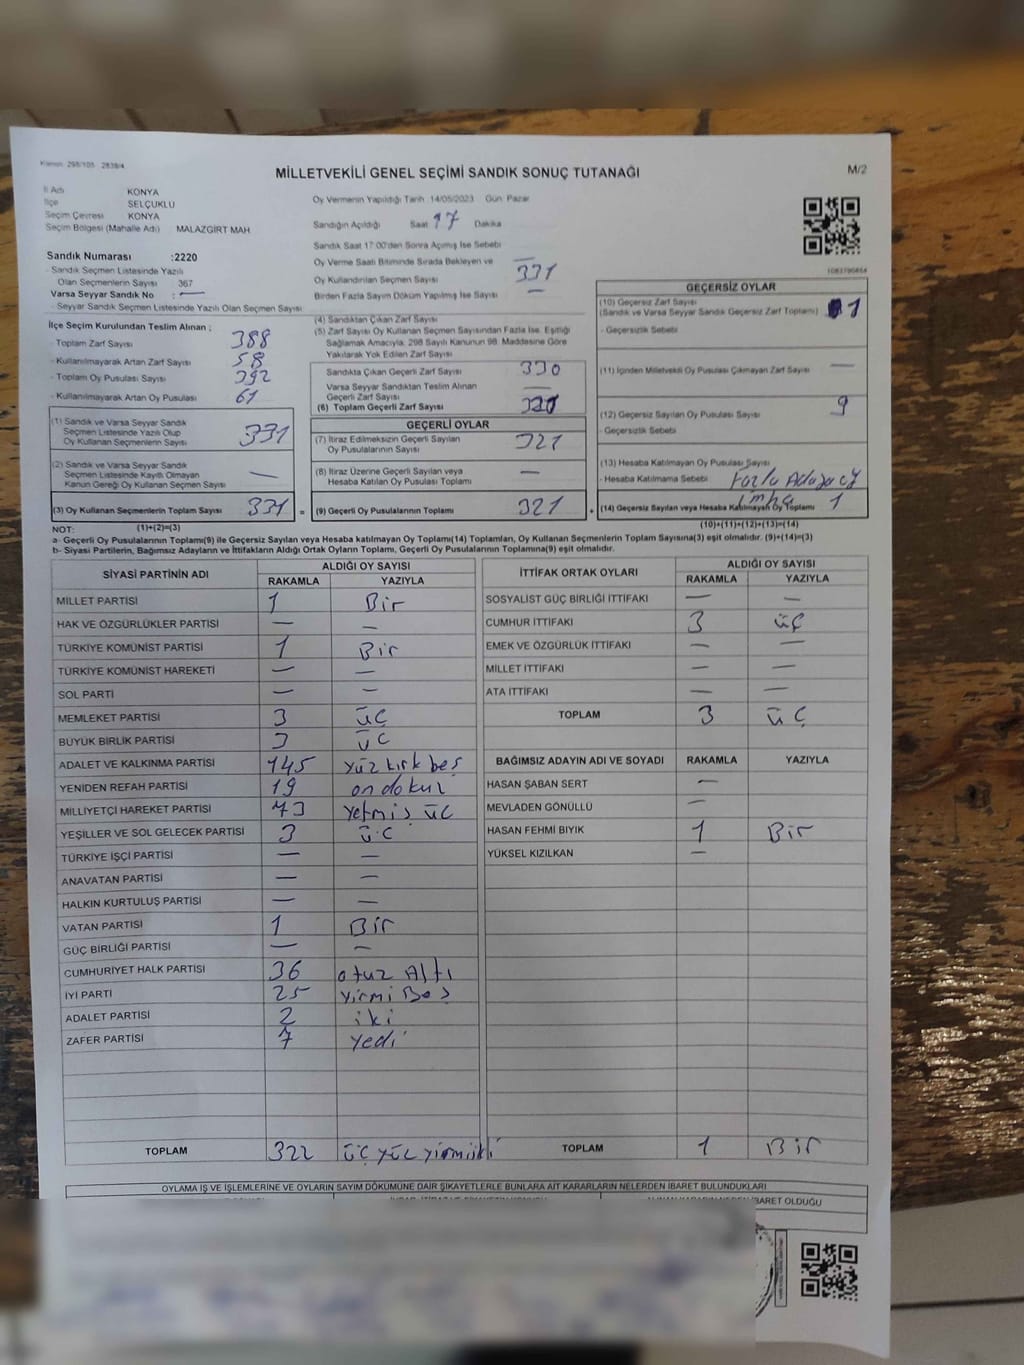 Kanun: 298/105 2839/4
MİLLETVEKİLİ GENEL SEÇİMİ SANDIK SONUÇ TUTANAĞI
M/2
İl Adı KONYA
İlçe SELÇUKLU
Seçim Çevresi KONYA
Seçim Bölgesi (Mahalle Adı) MALAZGİRT MAH
Sandık Numarası :2220
- Sandık Seçmen Listesinde Yazılı
Olan Seçmenlerin Sayısı 367
Varsa Seyyar Sandık No : —
- Seyyar Sandık Seçmen Listesinde Yazılı Olan Seçmen Sayısı
Oy Vermenin Yapıldığı Tarih 14/05/2023 Gün Pazar
Sandığın Açıldığı Saat 17 Dakika
Sandık Saat 17:00'den Sonra Açılmış İse Sebebi
Oy Verme Saati Bitiminde Sırada Bekleyen ve —
Oy Kullandırılan Seçmen Sayısı 331
Birden Fazla Sayım Döküm Yapılmış İse Sayısı —
İlçe Seçim Kurulundan Teslim Alınan ;
- Toplam Zarf Sayısı 388
- Kullanılmayarak Artan Zarf Sayısı 58
- Toplam Oy Pusulası Sayısı 392
- Kullanılmayarak Artan Oy Pusulası 61
(1) Sandık ve Varsa Seyyar Sandık
Seçmen Listesinde Yazılı Olup
Oy Kullanan Seçmenlerin Sayısı 331
(2) Sandık ve Varsa Seyyar Sandık
Seçmen Listesinde Kayıtlı Olmayan
Kanun Gereği Oy Kullanan Seçmen Sayısı —
(3) Oy Kullanan Seçmenlerin Toplam Sayısı 331 =
(4) Sandıktan Çıkan Zarf Sayısı
(5) Zarf Sayısı Oy Kullanan Seçmen Sayısından Fazla İse, Eşitliği
Sağlamak Amacıyla, 298 Sayılı Kanunun 98. Maddesine Göre
Yakılarak Yok Edilen Zarf Sayısı
Sandıkta Çıkan Geçerli Zarf Sayısı 330
Varsa Seyyar Sandıktan Teslim Alınan
Geçerli Zarf Sayısı —
(6) Toplam Geçerli Zarf Sayısı
GEÇERLİ OYLAR
(7) İtiraz Edilmeksizin Geçerli Sayılan
Oy Pusulalarının Sayısı 321
(8) İtiraz Üzerine Geçerli Sayılan veya
Hesaba Katılan Oy Pusulası Toplamı —
(9) Geçerli Oy Pusulalarının Toplamı 321 +
1083790864
GEÇERSİZ OYLAR
(10) Geçersiz Zarf Sayısı
(Sandık ve Varsa Seyyar Sandık Geçersiz Zarf Toplamı) 1
- Geçersizlik Sebebi
(11) İçinden Milletvekili Oy Pusulası Çıkmayan Zarf Sayısı —
(12) Geçersiz Sayılan Oy Pusulası Sayısı 9
- Geçersizlik Sebebi
(13) Hesaba Katılmayan Oy Pusulası Sayısı
- Hesaba Katılmama Sebebi Fazla
imha
(14) Geçersiz Sayılan veya Hesaba Katılmayan Oy Toplamı 1
NOT: (1)+(2)=(3) (10)+(11)+(12)+(13)=(14)
a- Geçerli Oy Pusulalarının Toplamı(9) ile Geçersiz Sayılan veya Hesaba katılmayan Oy Toplamı(14) Toplamları, Oy Kullanan Seçmenlerin Toplam Sayısına(3) eşit olmalıdır. (9)+(14)=(3)
b- Siyasi Partilerin, Bağımsız Adayların ve İttifakların Aldığı Ortak Oyların Toplamı, Geçerli Oy Pusulalarının Toplamına(9) eşit olmalıdır.
SİYASİ PARTİNİN ADI ALDIĞI OY SAYISI
RAKAMLA YAZIYLA
MİLLET PARTİSİ 1 Bir
HAK VE ÖZGÜRLÜKLER PARTİSİ — —
TÜRKİYE KOMÜNİST PARTİSİ 1 Bir
TÜRKİYE KOMÜNİST HAREKETİ — —
SOL PARTİ — —
MEMLEKET PARTİSİ 3 üç
BÜYÜK BİRLİK PARTİSİ 3 üc
ADALET VE KALKINMA PARTİSİ 145 yüz kırk beş
YENİDEN REFAH PARTİSİ 19 on dokuz
MİLLİYETÇİ HAREKET PARTİSİ 73 yetmiş üç
YEŞİLLER VE SOL GELECEK PARTİSİ 3 üç
TÜRKİYE İŞÇİ PARTİSİ — —
ANAVATAN PARTİSİ — —
HALKIN KURTULUŞ PARTİSİ — —
VATAN PARTİSİ 1 Bir
GÜÇ BİRLİĞİ PARTİSİ — —
CUMHURİYET HALK PARTİSİ 36 otuz Altı
İYİ PARTİ 25 yirmi Beş
ADALET PARTİSİ 2 iki
ZAFER PARTİSİ 7 yedi
TOPLAM 322 üç yüz yirmiiki
İTTİFAK ORTAK OYLARI ALDIĞI OY SAYISI
RAKAMLA YAZIYLA
SOSYALİST GÜÇ BİRLİĞİ İTTİFAKI — —
CUMHUR İTTİFAKI 3 üç
EMEK VE ÖZGÜRLÜK İTTİFAKI — —
MİLLET İTTİFAKI — —
ATA İTTİFAKI — —
TOPLAM 3 üç
BAĞIMSIZ ADAYIN ADI VE SOYADI RAKAMLA YAZIYLA
HASAN ŞABAN SERT —
MEVLADEN GÖNÜLLÜ —
HASAN FEHMİ BIYIK 1 Bir
YÜKSEL KIZILKAN —
TOPLAM 1 Bir
OYLAMA İŞ VE İŞLEMLERİNE VE OYLARIN SAYIM DÖKÜMÜNE DAİR ŞİKAYETLERLE BUNLARA AİT KARARLARIN NELERDEN İBARET BULUNDUKLARI
İBARET OLDUĞU